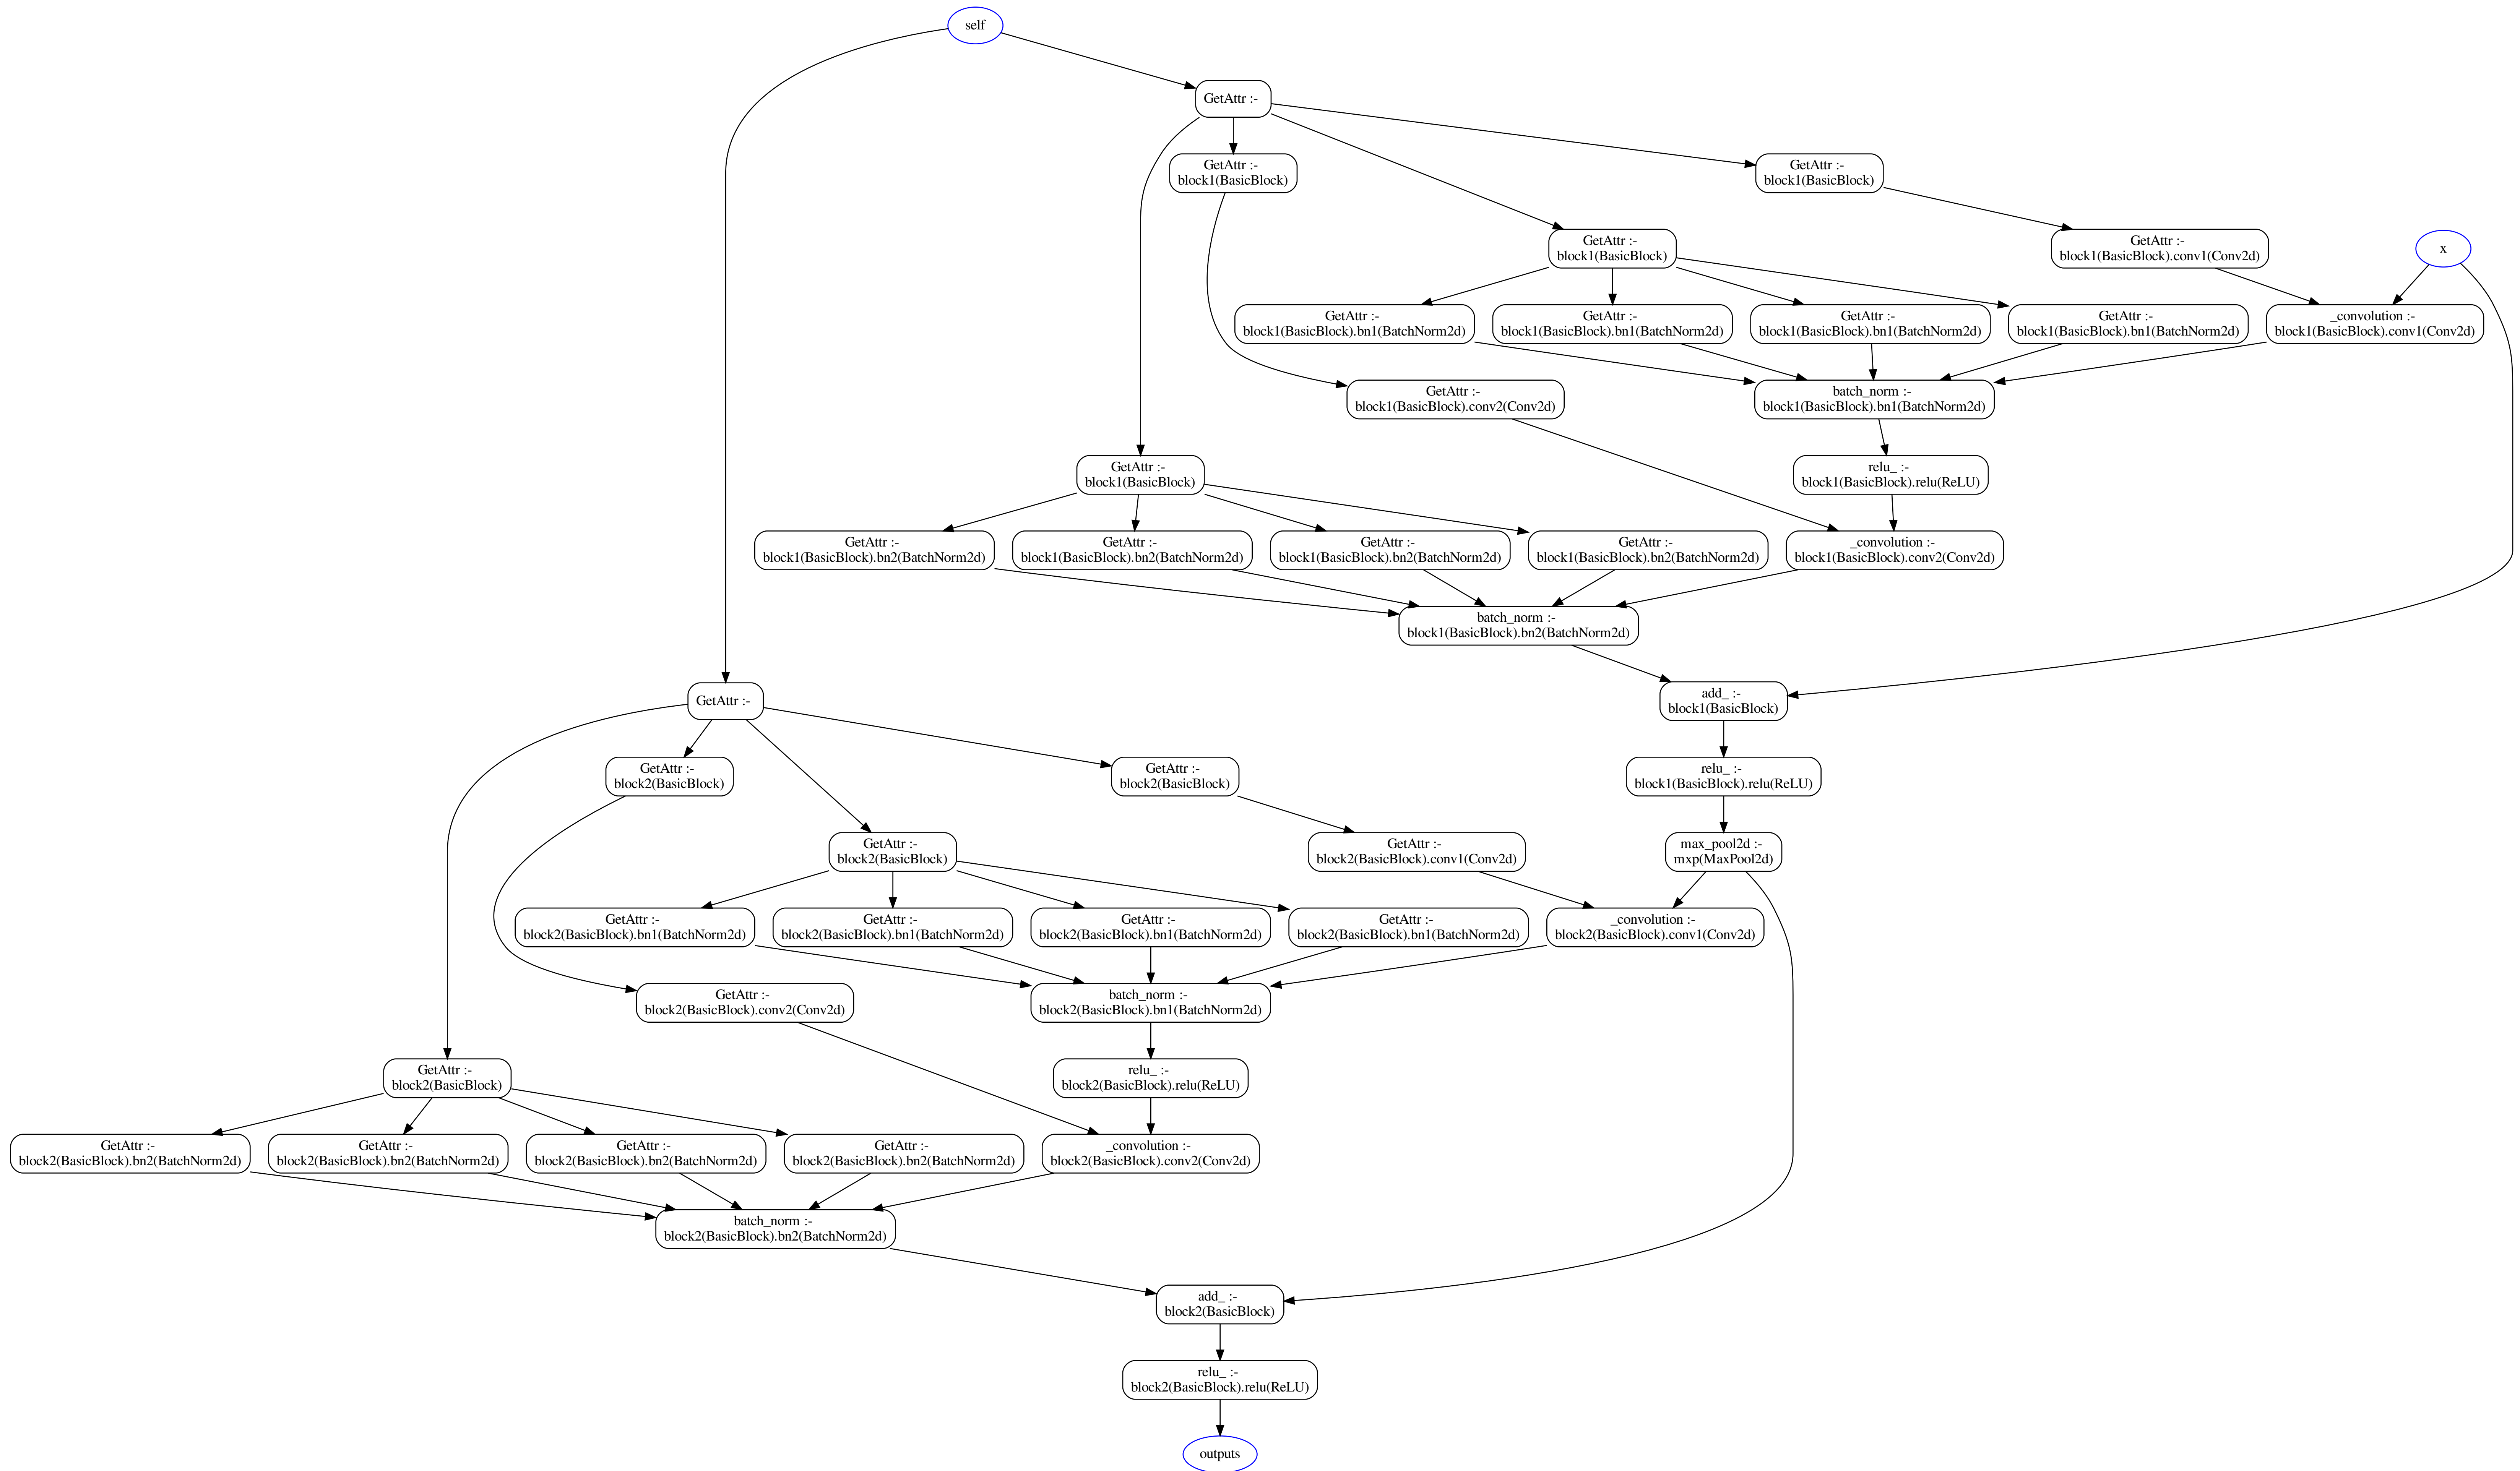 self
GetAttr :-
GetAttr :-
block1(BasicBlock)
GetAttr :-
block1(BasicBlock)
GetAttr :-
block1(BasicBlock)
GetAttr :-
block1(BasicBlock).conv1(Conv2d)
x
GetAttr :-
block1(BasicBlock).bn1(BatchNorm2d)
GetAttr :-
block1(BasicBlock).bn1(BatchNorm2d)
GetAttr :-
block1(BasicBlock).bn1(BatchNorm2d)
GetAttr :-
block1(BasicBlock).bn1(BatchNorm2d)
_convolution :-
block1(BasicBlock).conv1(Conv2d)
GetAttr :-
block1(BasicBlock).conv2(Conv2d)
batch_norm :-
block1(BasicBlock).bn1(BatchNorm2d)
GetAttr :-
block1(BasicBlock)
relu_ :-
block1(BasicBlock).relu(ReLU)
GetAttr :-
block1(BasicBlock).bn2(BatchNorm2d)
GetAttr :-
block1(BasicBlock).bn2(BatchNorm2d)
GetAttr :-
block1(BasicBlock).bn2(BatchNorm2d)
GetAttr :-
block1(BasicBlock).bn2(BatchNorm2d)
_convolution :-
block1(BasicBlock).conv2(Conv2d)
batch_norm :-
block1(BasicBlock).bn2(BatchNorm2d)
GetAttr :-
add_ :-
block1(BasicBlock)
GetAttr :-
block2(BasicBlock)
GetAttr :-
block2(BasicBlock)
relu_ :-
block1(BasicBlock).relu(ReLU)
GetAttr :-
block2(BasicBlock)
GetAttr :-
block2(BasicBlock).conv1(Conv2d)
max_pool2d :-
mxp(MaxPool2d)
GetAttr :-
block2(BasicBlock).bn1(BatchNorm2d)
GetAttr :-
block2(BasicBlock).bn1(BatchNorm2d)
GetAttr :-
block2(BasicBlock).bn1(BatchNorm2d)
GetAttr :-
block2(BasicBlock).bn1(BatchNorm2d)
_convolution :-
block2(BasicBlock).conv1(Conv2d)
GetAttr :-
block2(BasicBlock).conv2(Conv2d)
batch_norm :-
block2(BasicBlock).bn1(BatchNorm2d)
GetAttr :-
block2(BasicBlock)
relu_ :-
block2(BasicBlock).relu(ReLU)
GetAttr :-
block2(BasicBlock).bn2(BatchNorm2d)
GetAttr :-
block2(BasicBlock).bn2(BatchNorm2d)
GetAttr :-
block2(BasicBlock).bn2(BatchNorm2d)
GetAttr :-
block2(BasicBlock).bn2(BatchNorm2d)
_convolution :-
block2(BasicBlock).conv2(Conv2d)
batch_norm :-
block2(BasicBlock).bn2(BatchNorm2d)
add_ :-
block2(BasicBlock)
relu_ :-
block2(BasicBlock).relu(ReLU)
outputs